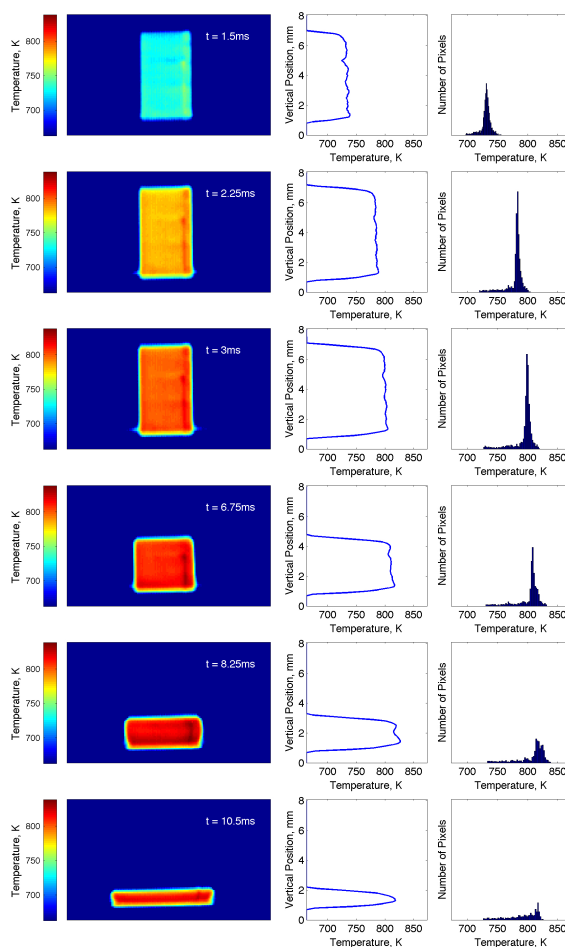 Temperature, K
800
750
700
t = 1.5ms
Vertical Position, mm
8
6
4
2
0
700 750 800 850
Temperature, K
Number of Pixels
700 750 800 850
Temperature, K
Temperature, K
800
750
700
t = 2.25ms
Vertical Position, mm
8
6
4
2
0
700 750 800 850
Temperature, K
Number of Pixels
700 750 800 850
Temperature, K
Temperature, K
800
750
700
t = 3ms
Vertical Position, mm
8
6
4
2
0
700 750 800 850
Temperature, K
Number of Pixels
700 750 800 850
Temperature, K
Temperature, K
800
750
700
t = 6.75ms
Vertical Position, mm
8
6
4
2
0
700 750 800 850
Temperature, K
Number of Pixels
700 750 800 850
Temperature, K
Temperature, K
800
750
700
t = 8.25ms
Vertical Position, mm
8
6
4
2
0
700 750 800 850
Temperature, K
Number of Pixels
700 750 800 850
Temperature, K
Temperature, K
800
750
700
t = 10.5ms
Vertical Position, mm
8
6
4
2
0
700 750 800 850
Temperature, K
Number of Pixels
700 750 800 850
Temperature, K